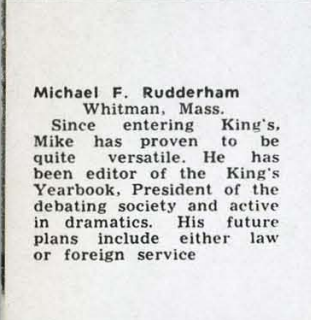 Michael F. Rudderham
Whitman, Mass.
Since entering King's,
Mike has proven to be
quite versatile. He has
been editor of the King's
Yearbook, President of the
debating society and active
in dramatics. His future
plans include either law
or foreign service